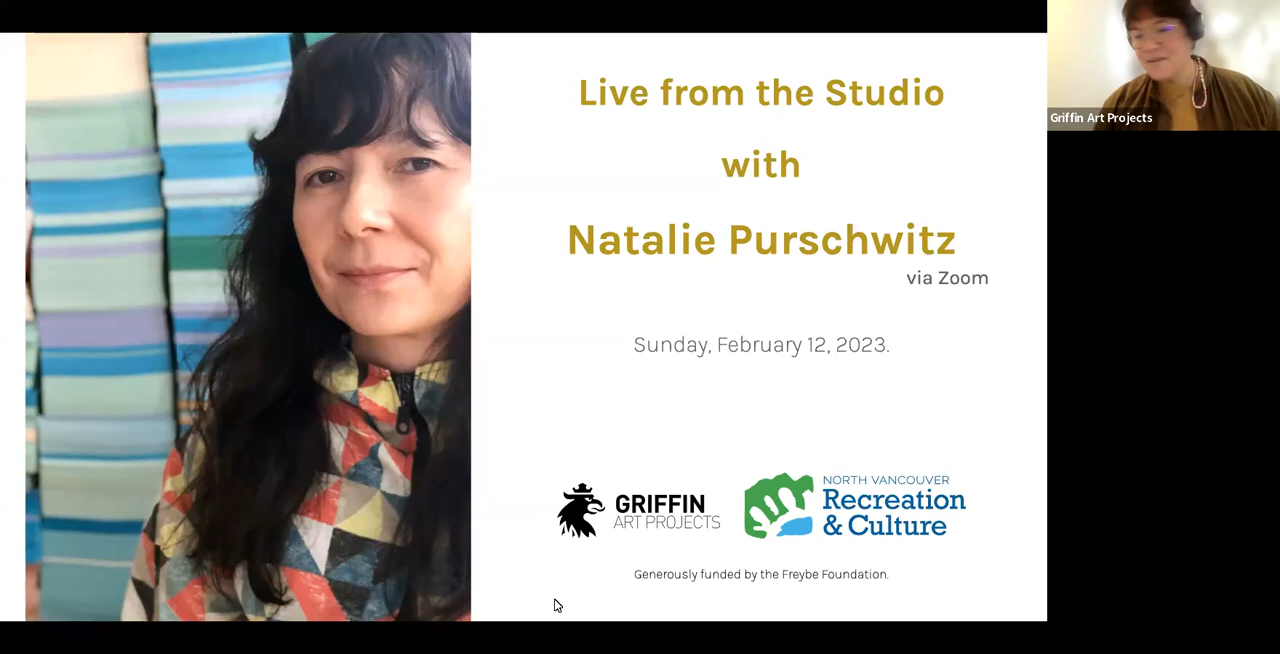 Live from the Studio
with
Natalie Purschwitz
via Zoom
Sunday, February 12, 2023.
GRIFFIN
ART PROJECTS
NORTH VANCOUVER
Recreation
& Culture
Generously funded by the Freybe Foundation.
Griffin Art Projects